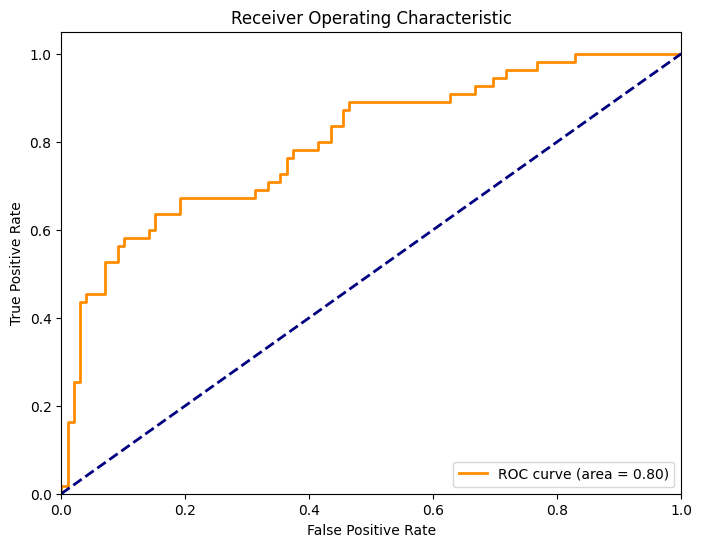 Receiver Operating Characteristic
True Positive Rate
1.0
0.8
0.6
0.4
0.2
0.0
ROC curve (area = 0.80)
0.0 0.2 0.4 0.6 0.8 1.0
False Positive Rate